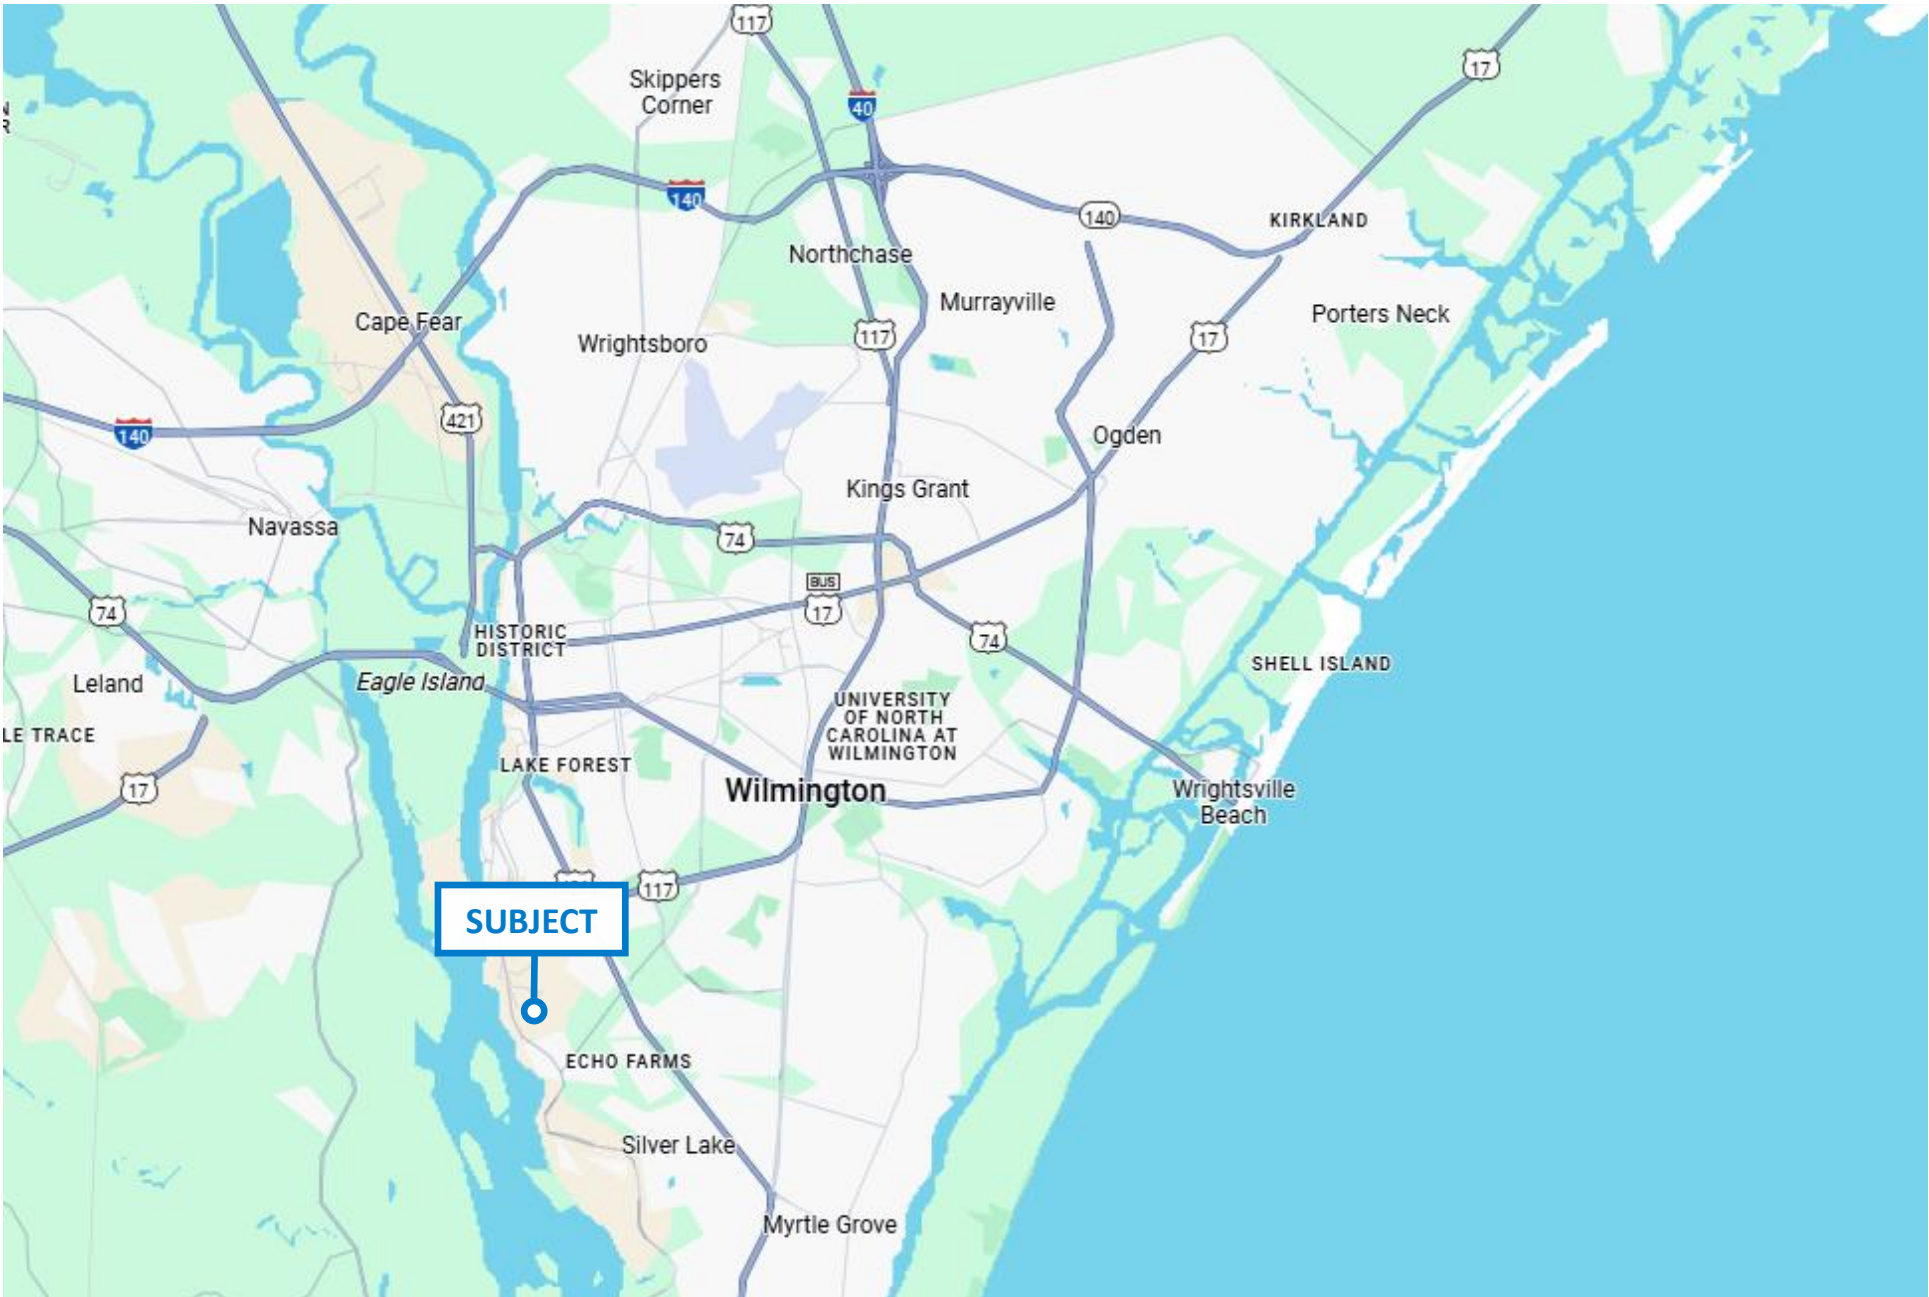 117
Skippers
Corner
17
40
N
R
140
140
KIRKLAND
Northchase
Murrayville
Porters Neck
Cape Fear
Wrightsboro
117
17
421
140
Ogden
Kings Grant
Navassa
74
BUS
17
74
HISTORIC
DISTRICT
74
SHELL ISLAND
Leland
Eagle Island
UNIVERSITY
OF NORTH
CAROLINA AT
WILMINGTON
LE TRACE
LAKE FOREST
17
Wilmington
Wrightsville
Beach
117
SUBJECT
ECHO FARMS
Silver Lake
Myrtle Grove